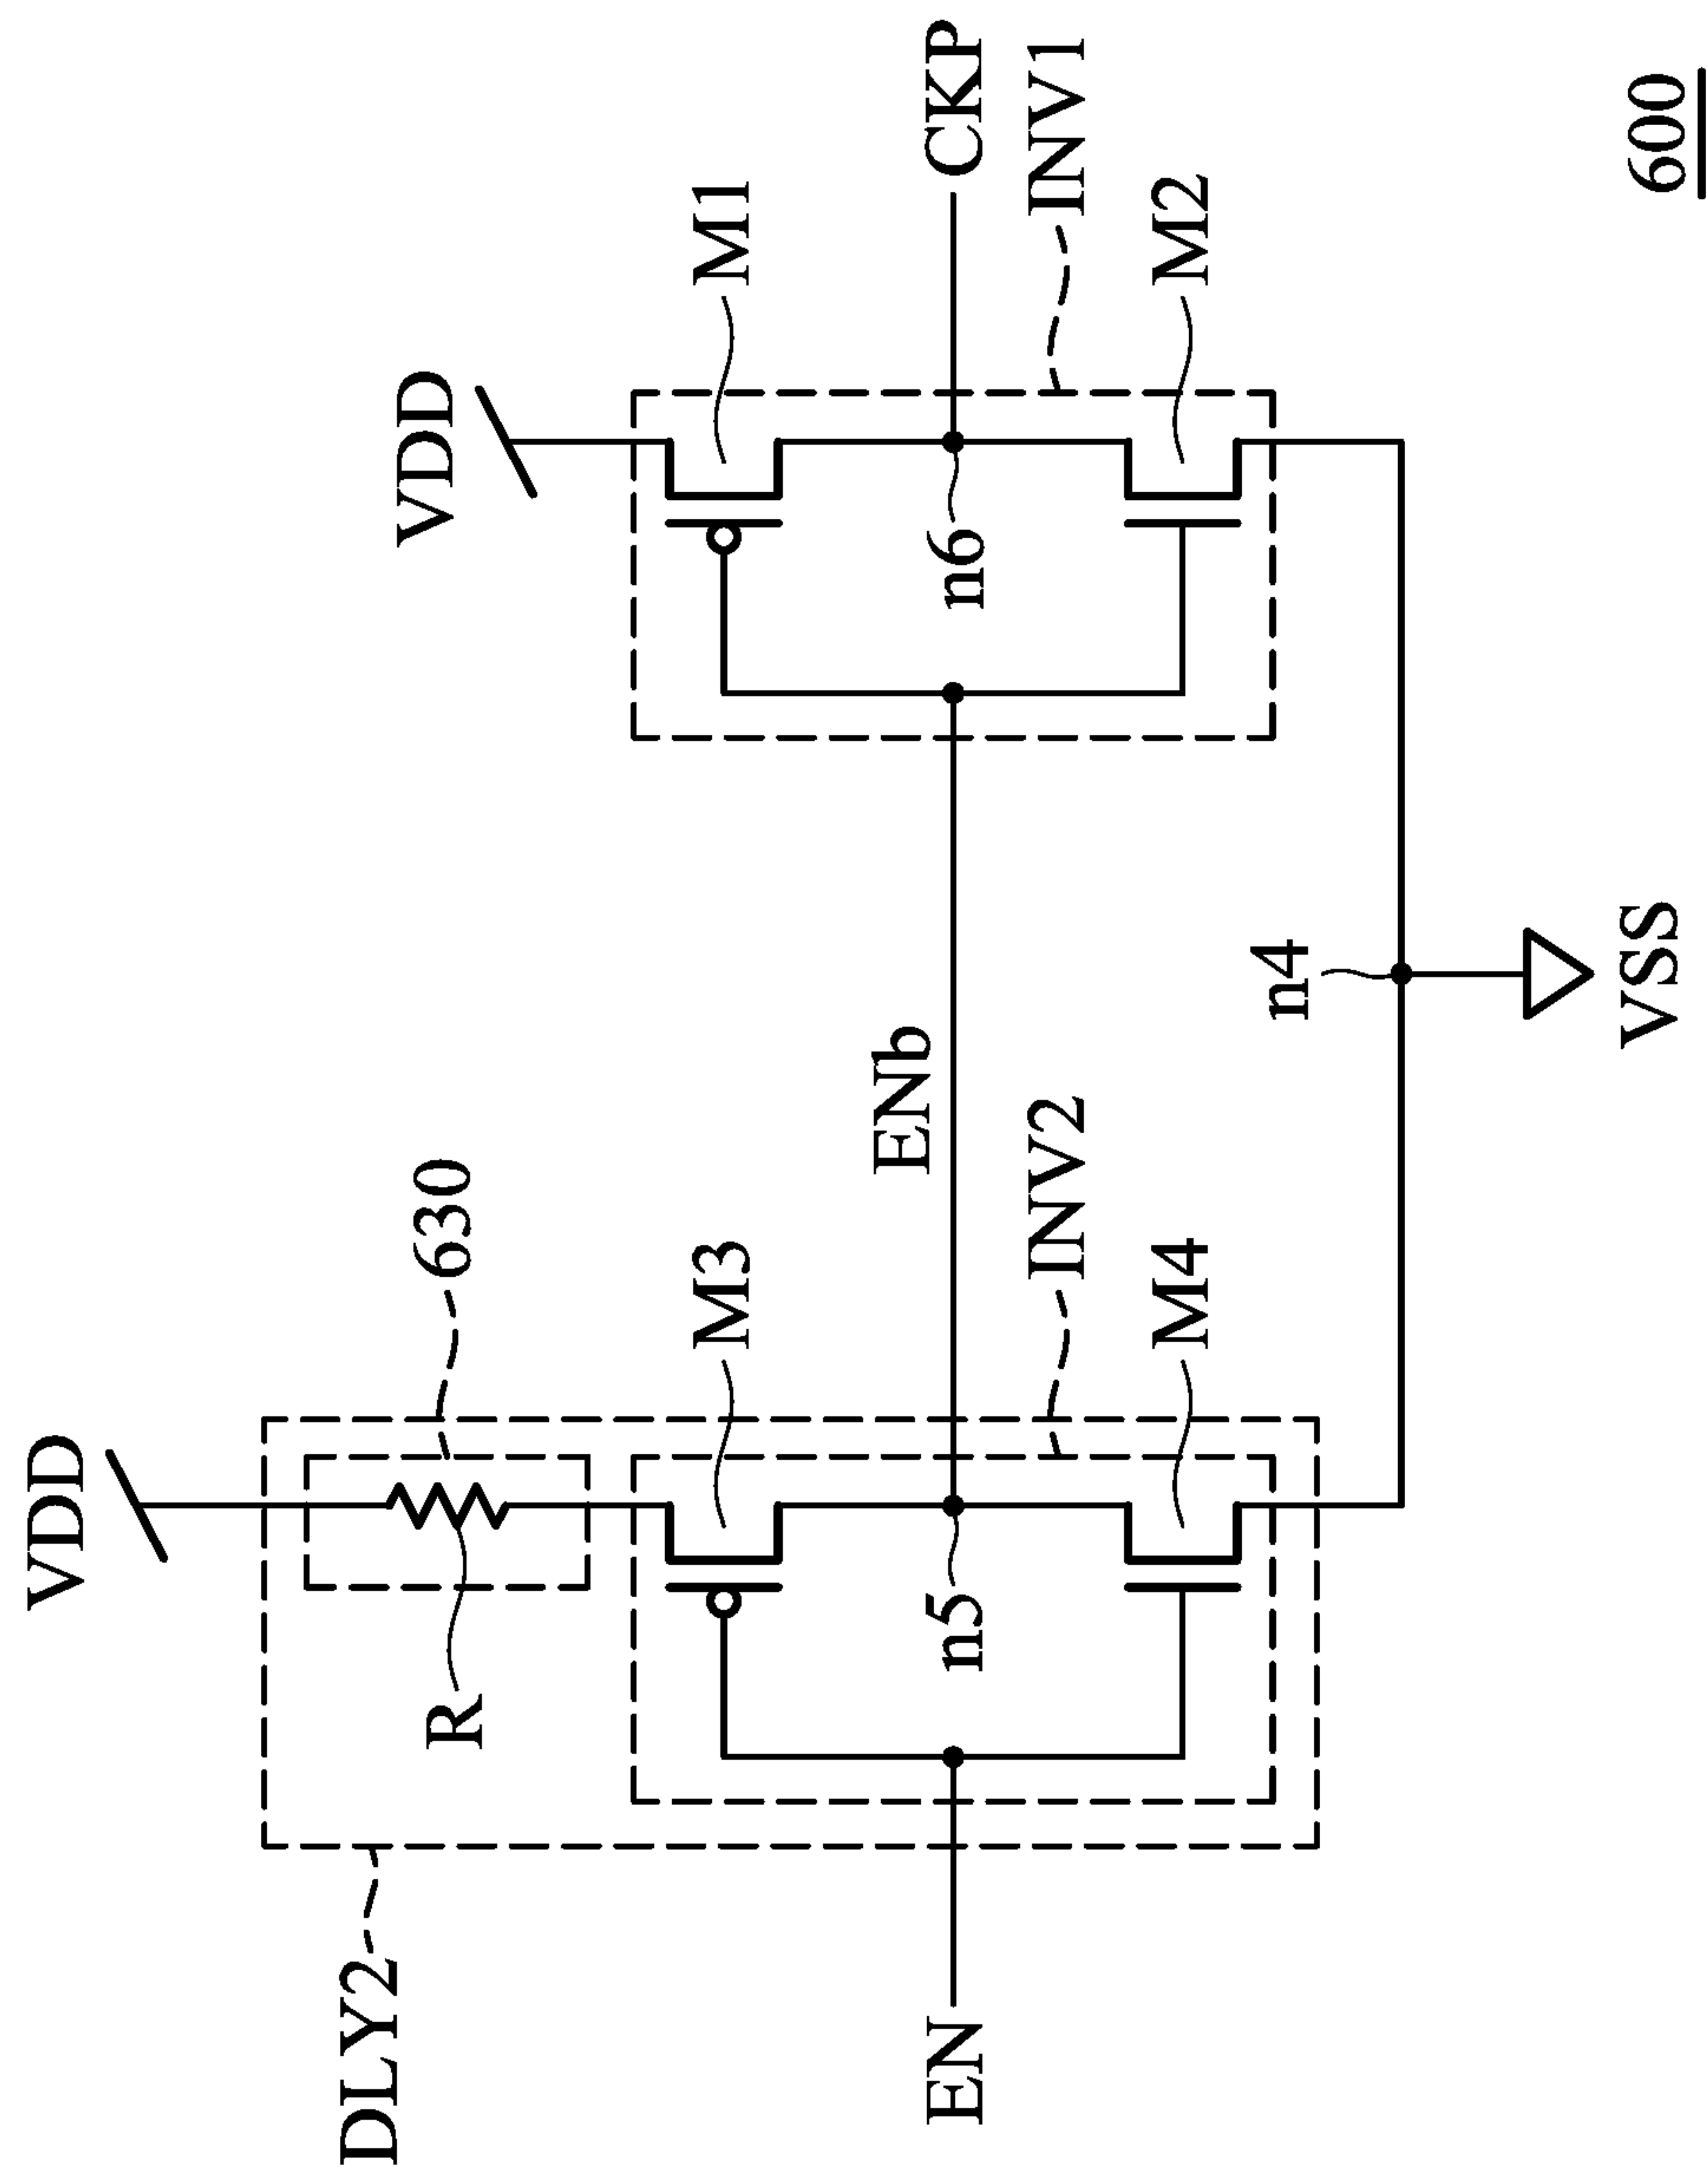 VDD
630
VDD
DLY2
R
M3
M1
EN
n5
ENb
n6
CKP
INV2
INV1
M4
M2
n4
VSS
600